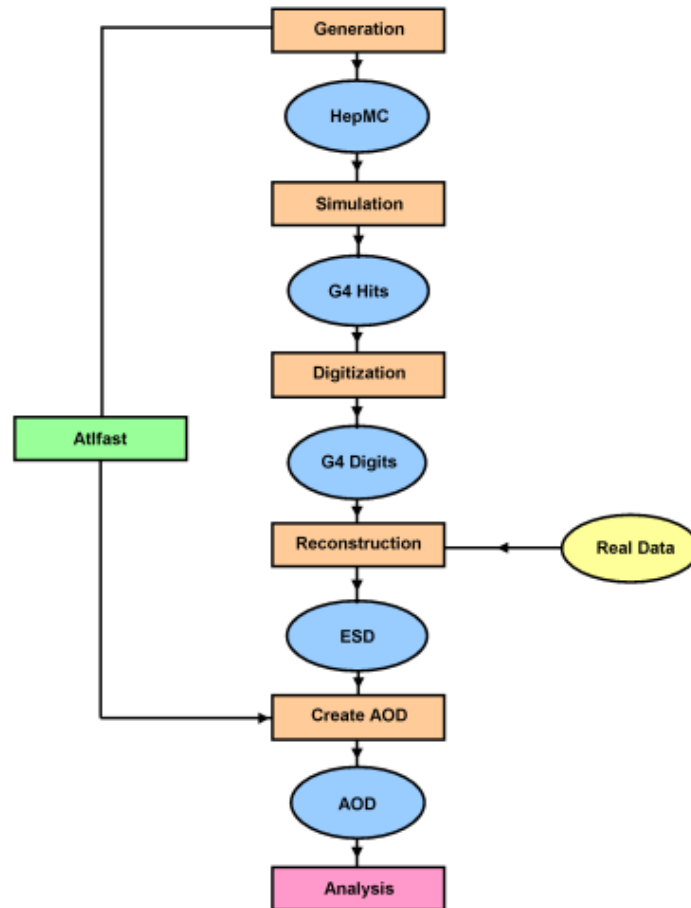 Generation
HepMC
Simulation
G4 Hits
Digitization
Atlfast
G4 Digits
Reconstruction
Real Data
ESD
Create AOD
AOD
Analysis